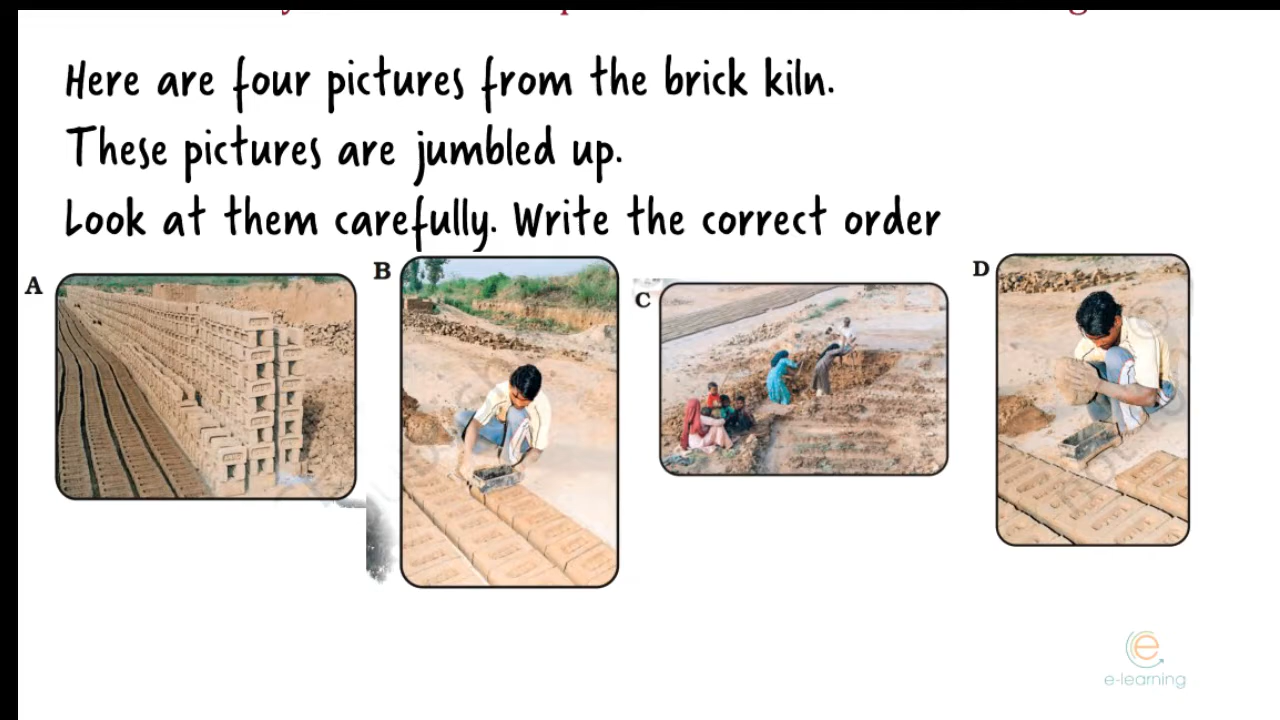 Here are four pictures from the brick kiln.
These pictures are jumbled up.
Look at them carefully. Write the correct order
A
B
C
D
e
e-learning